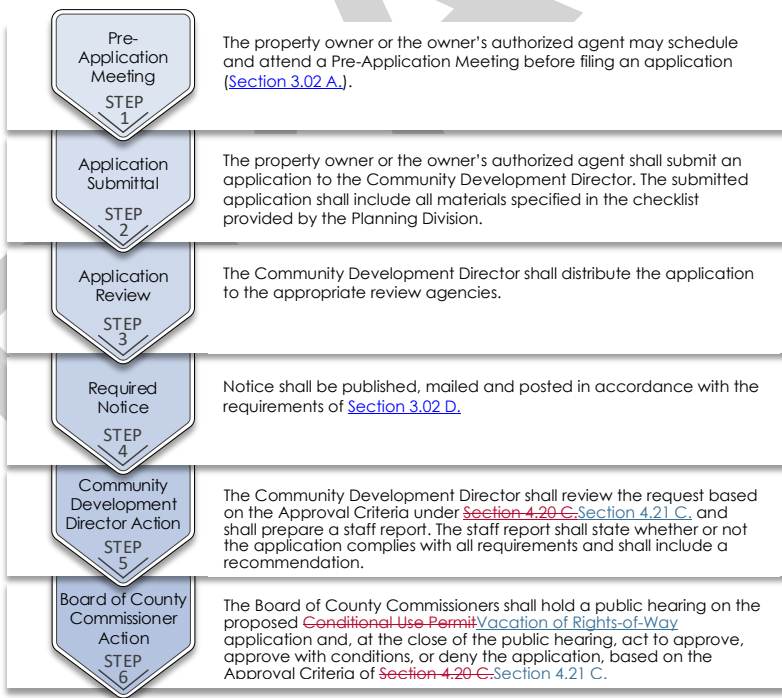 Pre-
Application
Meeting
STEP
1
The property owner or the owner’s authorized agent may schedule
and attend a Pre-Application Meeting before filing an application
(Section 3.02 A.).
Application
Submittal
STEP
2
The property owner or the owner’s authorized agent shall submit an
application to the Community Development Director. The submitted
application shall include all materials specified in the checklist
provided by the Planning Division.
Application
Review
STEP
3
The Community Development Director shall distribute the application
to the appropriate review agencies.
Required
Notice
STEP
4
Notice shall be published, mailed and posted in accordance with the
requirements of Section 3.02 D.
Community
Development
Director Action
STEP
5
The Community Development Director shall review the request based
on the Approval Criteria under Section 4.20 C.Section 4.21 C. and
shall prepare a staff report. The staff report shall state whether or not
the application complies with all requirements and shall include a
recommendation.
Board of County
Commissioner
Action
STEP
6
The Board of County Commissioners shall hold a public hearing on the
proposed Conditional Use PermitVacation of Rights-of-Way
application and, at the close of the public hearing, act to approve,
approve with conditions, or deny the application, based on the
Approval Criteria of Section 4.20 C.Section 4.21 C.